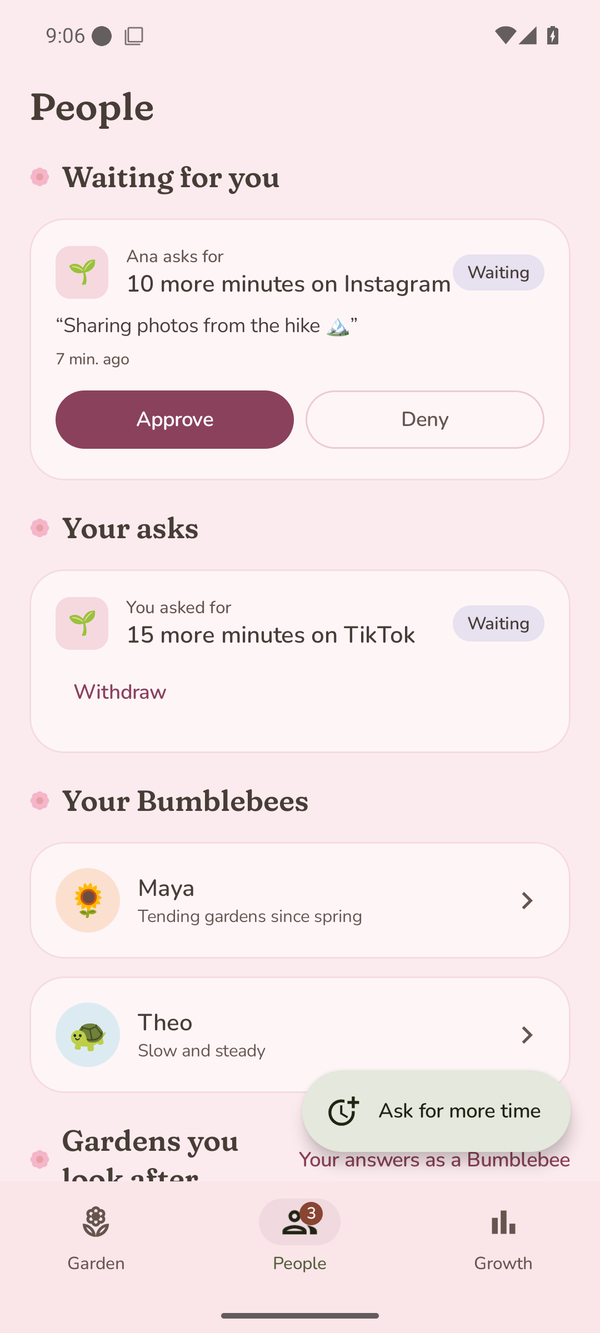 9:06
People
Waiting for you
Ana asks for
10 more minutes on Instagram
Waiting
“Sharing photos from the hike 🏔️”
7 min. ago
Approve
Deny
Your asks
You asked for
15 more minutes on TikTok
Waiting
Withdraw
Your Bumblebees
Maya
Tending gardens since spring
Theo
Slow and steady
Ask for more time
Gardens you
look after
Your answers as a Bumblebee
3
Garden
People
Growth